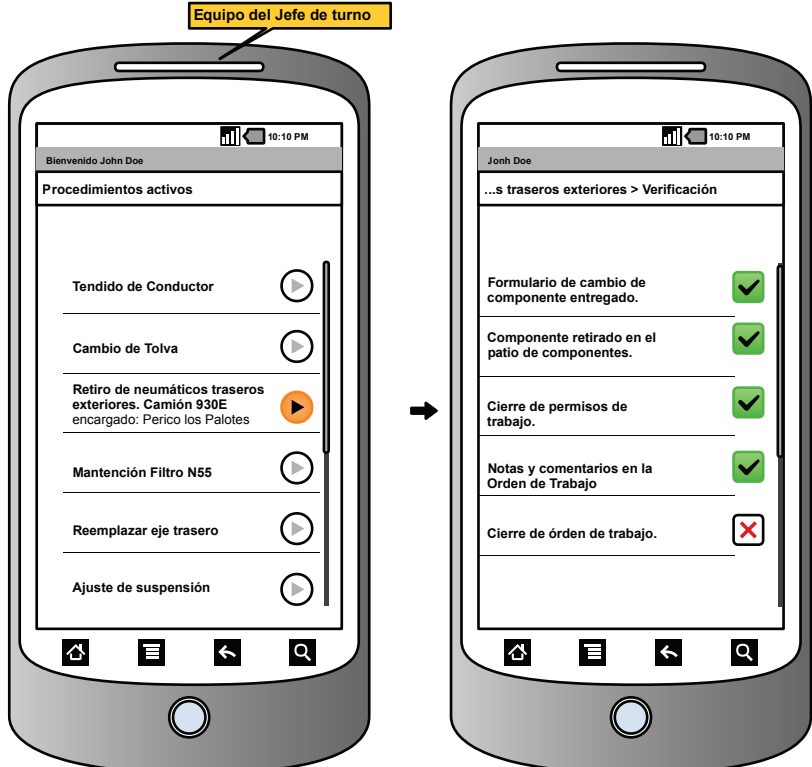 Equipo del Jefe de turno
10:10 PM
Bienvenido John Doe
Procedimientos activos
Tendido de Conductor
Cambio de Tolva
Retiro de neumáticos traseros
exteriores. Camión 930E
encargado: Perico los Palotes
Mantención Filtro N55
Reemplazar eje trasero
Ajuste de suspensión
10:10 PM
Jonh Doe
...s traseros exteriores > Verificación
Formulario de cambio de
componente entregado.
Componente retirado en el
patio de componentes.
Cierre de permisos de
trabajo.
Notas y comentarios en la
Orden de Trabajo
Cierre de órden de trabajo.